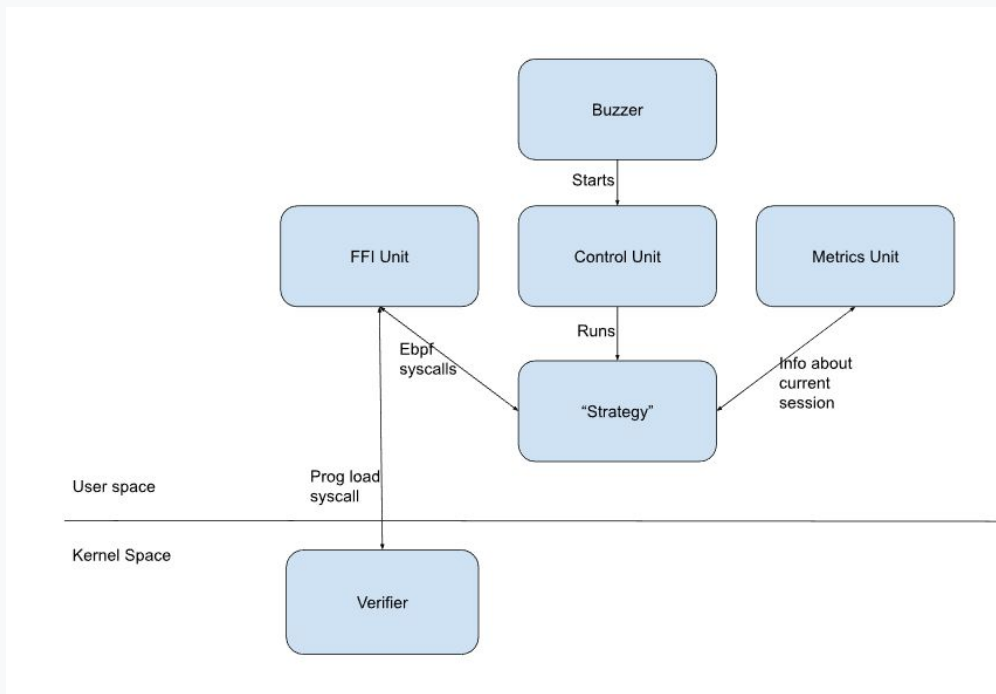 Buzzer
Starts
FFI Unit
Control Unit
Metrics Unit
Runs
Ebpf
syscalls
Info about
current
session
“Strategy”
Prog load
syscall
User space
Kernel Space
Verifier